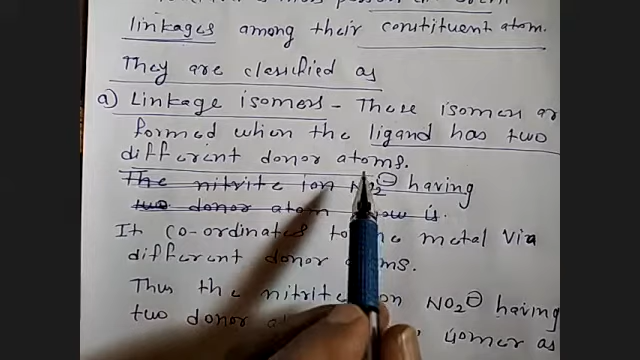 linkages among their constituent atom.
They are classified as
a) Linkage isomers - These isomers are
formed when the ligand has two
different donor atoms.
The nitrite ion NO2⊖ having
two donor atom now is.
It co-ordinates to the metal via
different donor atoms.
Thus the nitrite ion NO2⊖ having
two donor isomer as